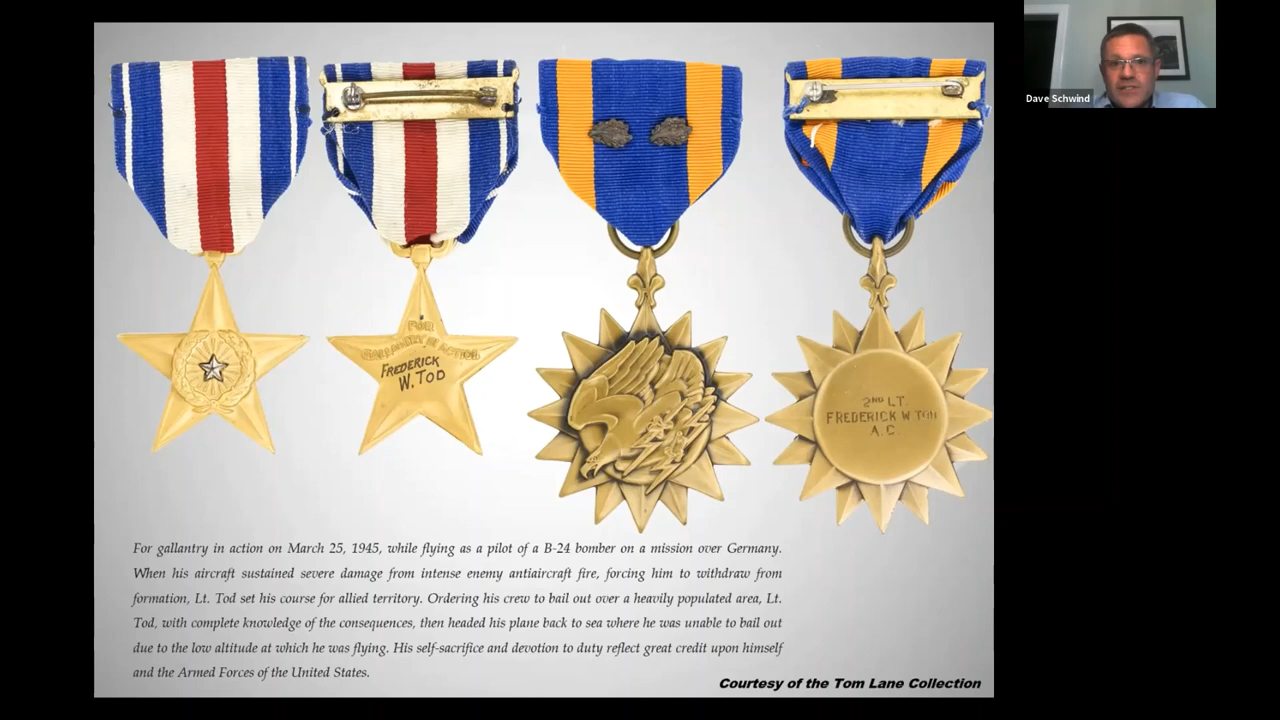 Dave Schwind
FOR
GALLANTRY IN ACTION
FREDERICK
W. TOD
2ND LT.
FREDERICK W TOD
A.C.
For gallantry in action on March 25, 1945, while flying as a pilot of a B-24 bomber on a mission over Germany.
When his aircraft sustained severe damage from intense enemy antiaircraft fire, forcing him to withdraw from
formation, Lt. Tod set his course for allied territory. Ordering his crew to bail out over a heavily populated area, Lt.
Tod, with complete knowledge of the consequences, then headed his plane back to sea where he was unable to bail out
due to the low altitude at which he was flying. His self-sacrifice and devotion to duty reflect great credit upon himself
and the Armed Forces of the United States.
Courtesy of the Tom Lane Collection